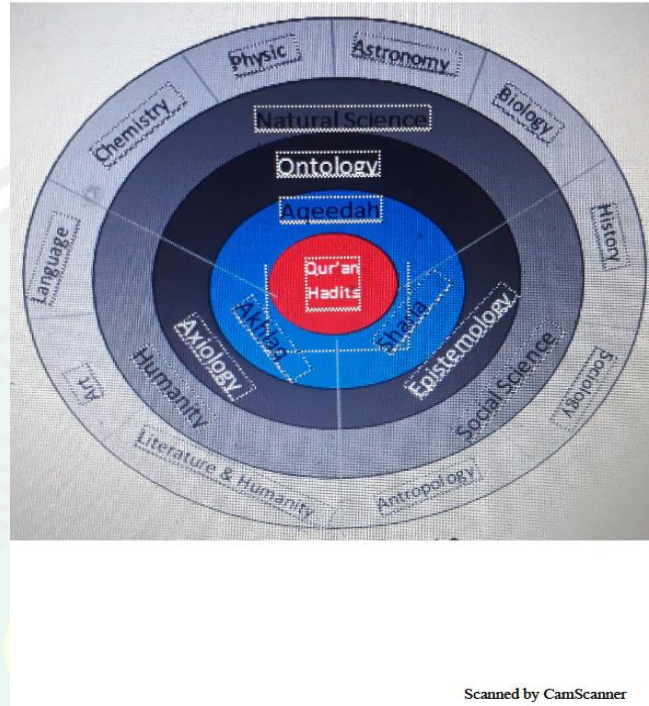 Physic
Astronomy
Chemistry
Biology
Natural Science
Ontology
Aqeedah
Language
History
Qur'an
Hadits
Akhlaq
Sharia
Axiology
Epistemology
Humanity
Social Science
Art
Sociology
Literature & Humanity
Antropology
Scanned by CamScanner